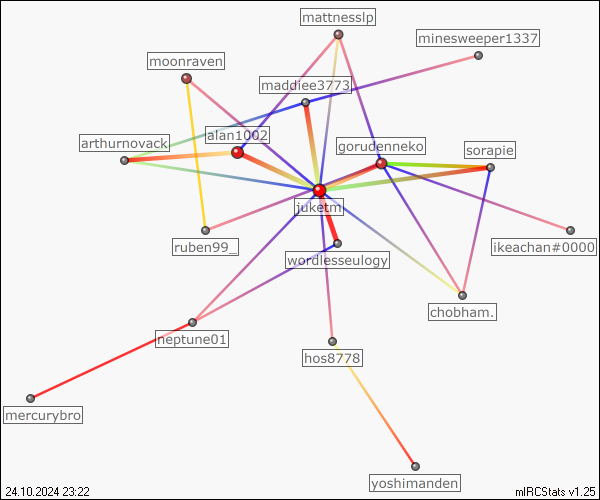 mattnesslp
minesweeper1337
moonraven
maddiee3773
alan1002
arthurnovack
gorudenneko
sorapie
juketm
ruben99_
ikeachan#0000
wordlesseulogy
chobham.
neptune01
hos8778
mercurybro
yoshimanden
24.10.2024 23:22
mIRCStats v1.25